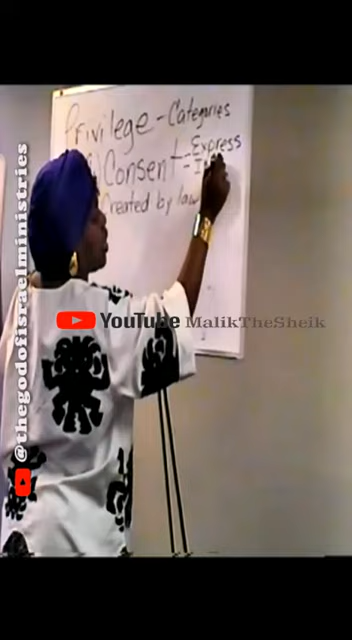 Privilege - Categories
Consent = Express
Created by law
YouTube MalikTheSheik
@thegodofisraelministries